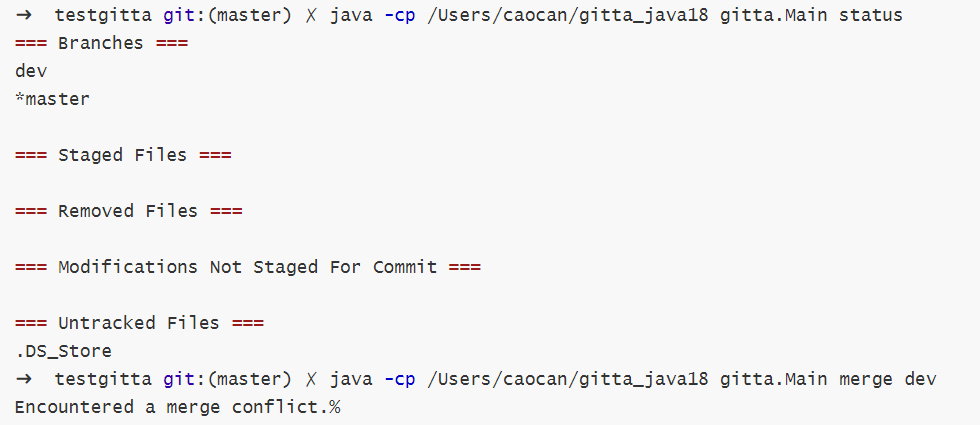 ➜ testgitta git:(master) ✗ java -cp /Users/caocan/gitta_java18 gitta.Main status
=== Branches ===
dev
*master
=== Staged Files ===
=== Removed Files ===
=== Modifications Not Staged For Commit ===
=== Untracked Files ===
.DS_Store
➜ testgitta git:(master) ✗ java -cp /Users/caocan/gitta_java18 gitta.Main merge dev
Encountered a merge conflict.%